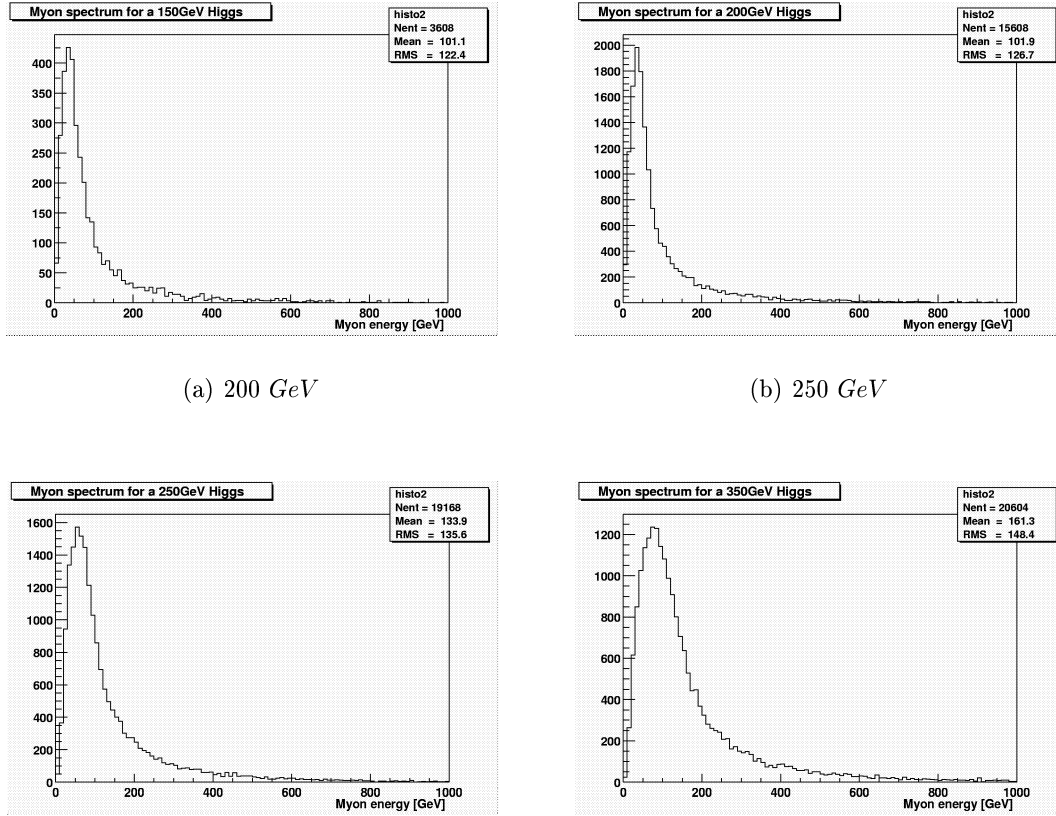 Myon spectrum for a 150GeV Higgs
histo2
Nent = 3608
Mean = 101.1
RMS = 122.4
400
350
300
250
200
150
100
50
0
0 200 400 600 800 1000
Myon energy [GeV]
(a) 200 GeV
Myon spectrum for a 200GeV Higgs
histo2
Nent = 15608
Mean = 101.9
RMS = 126.7
2000
1800
1600
1400
1200
1000
800
600
400
200
0
0 200 400 600 800 1000
Myon energy [GeV]
(b) 250 GeV
Myon spectrum for a 250GeV Higgs
histo2
Nent = 19168
Mean = 133.9
RMS = 135.6
1600
1400
1200
1000
800
600
400
200
0
0 200 400 600 800 1000
Myon energy [GeV]
Myon spectrum for a 350GeV Higgs
histo2
Nent = 20604
Mean = 161.3
RMS = 148.4
1200
1000
800
600
400
200
0
0 200 400 600 800 1000
Myon energy [GeV]